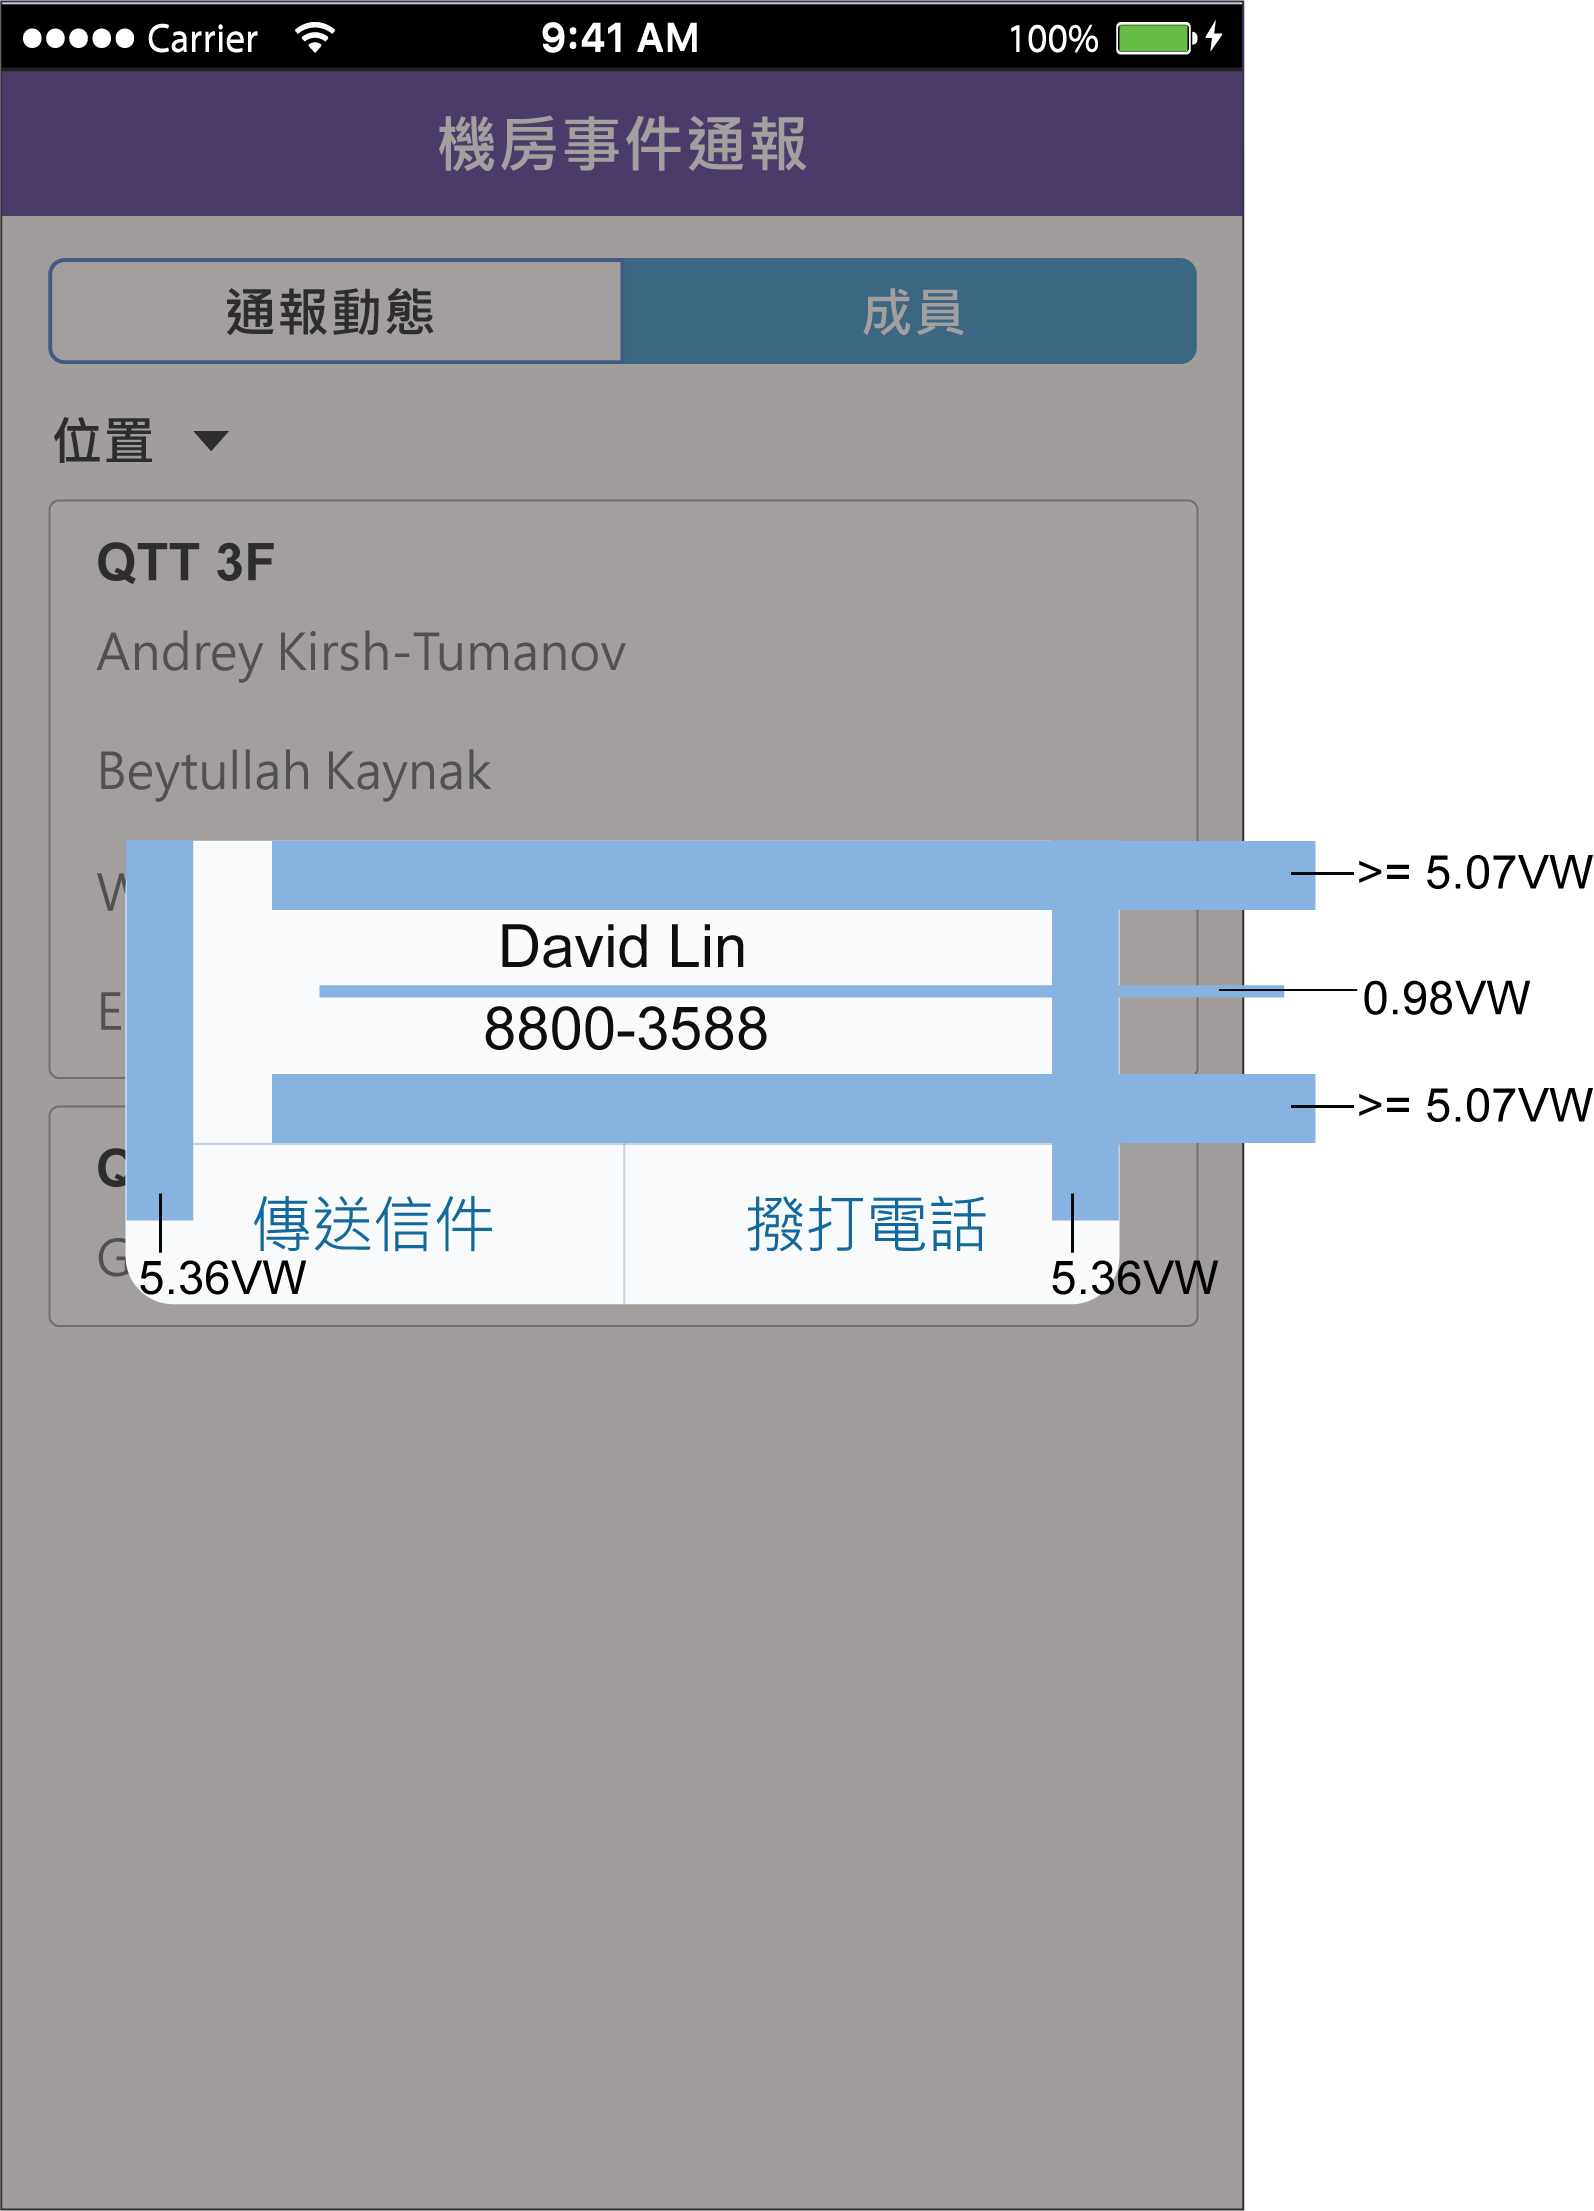 Carrier 9:41 AM 100%
機房事件通報
通報動態 成員
位置
QTT 3F
Andrey Kirsh-Tumanov
Beytullah Kaynak
>= 5.07VW
David Lin
0.98VW
8800-3588
>= 5.07VW
傳送信件 撥打電話
5.36VW 5.36VW